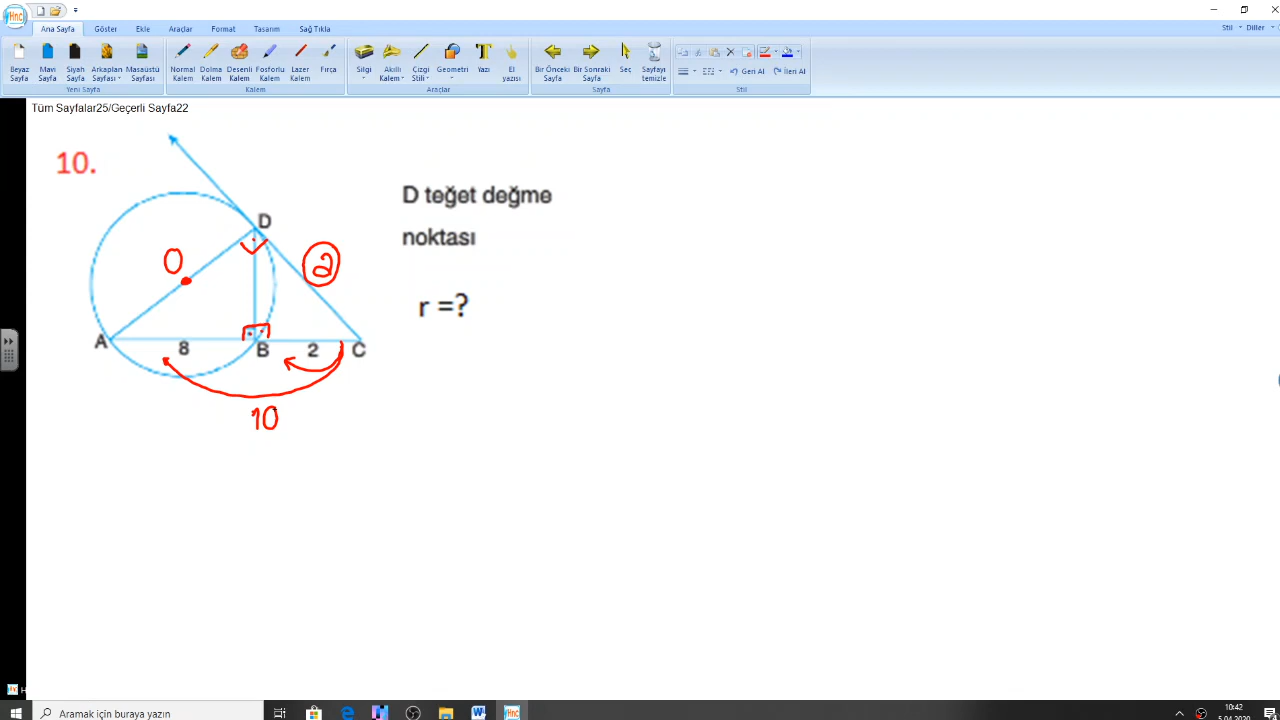 Ana Sayfa Göster Ekle Araçlar Format Tasarım Sağ Tıkla Stil Diller
Beyaz Sayfa Mavi Sayfa Siyah Sayfa Arkaplan Sayfası Masaüstü Sayfası Normal Kalem Dolma Kalem Desenli Kalem Fosforlu Kalem Lazer Kalem Fırça Silgi Akıllı Kalem Çizgi Stili Geometri Yazı El yazısı Bir Önceki Sayfa Bir Sonraki Sayfa Seç Sayfayı temizle Geri Al İleri Al
Yeni Sayfa Kalem Araçlar Sayfa Stil
Tüm Sayfalar25/Geçerli Sayfa22
10.
D teğet değme
noktası
r =?
D
O
2
A 8 B 2 C
10
Aramak için buraya yazın
10:42
5.04.2020